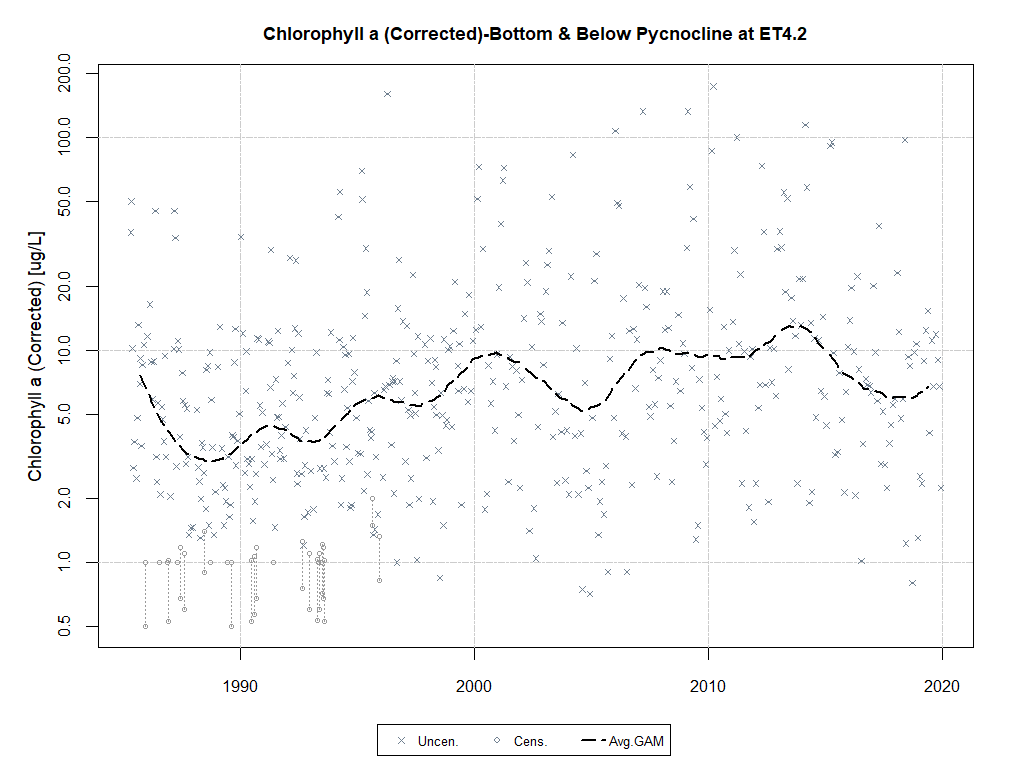 Chlorophyll a (Corrected)-Bottom & Below Pycnocline at ET4.2
Chlorophyll a (Corrected) [ug/L]
200.0
100.0
50.0
20.0
10.0
5.0
2.0
1.0
0.5
1990 2000 2010 2020
Uncen. Cens. Avg.GAM